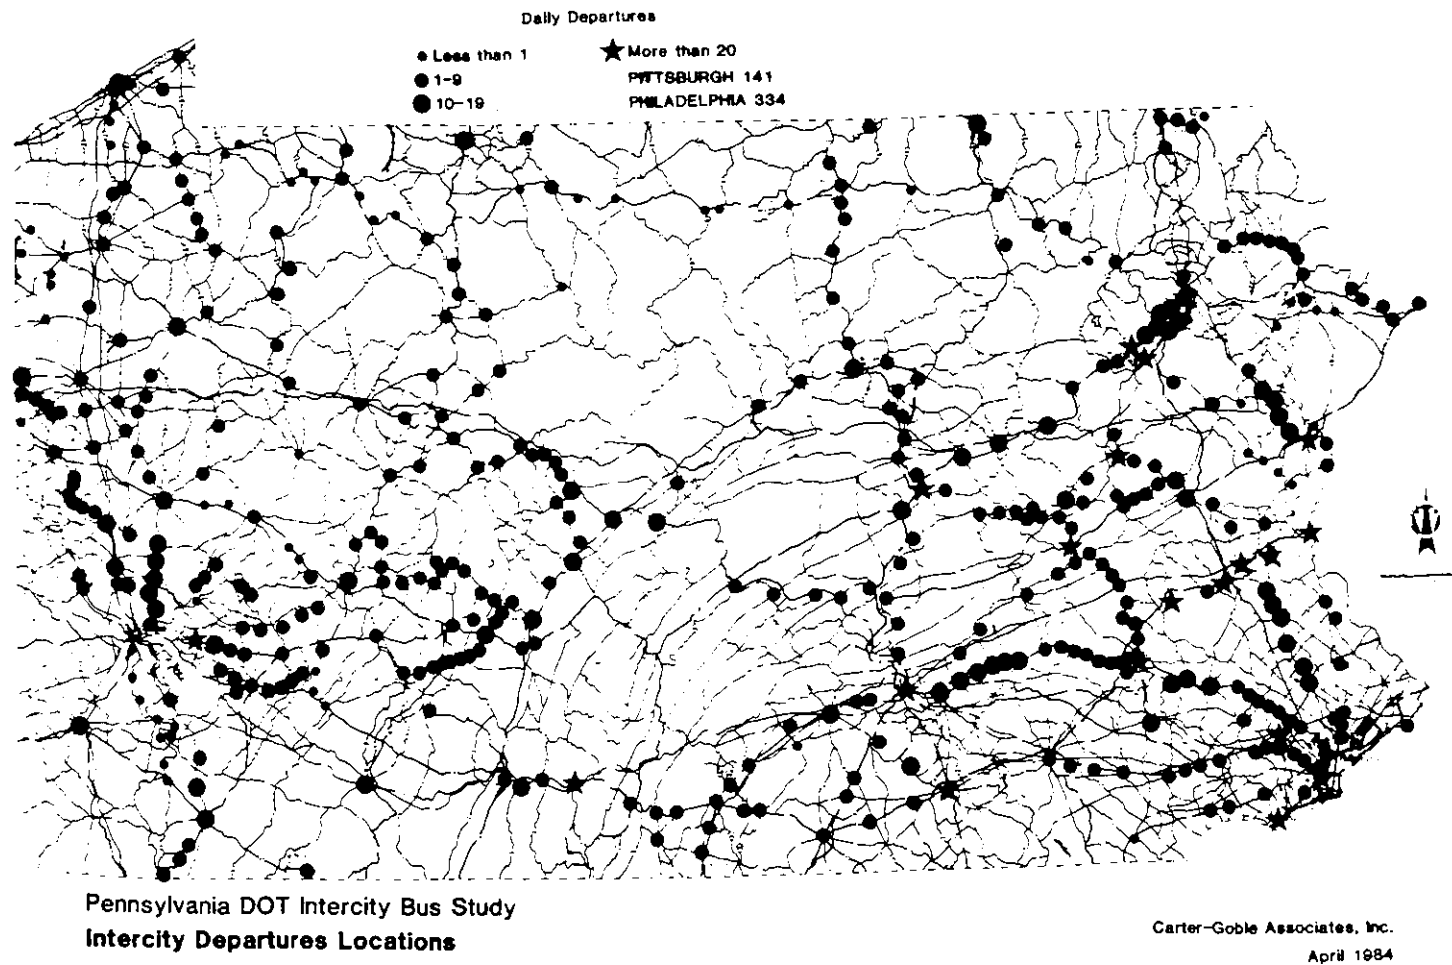 Daily Departures
Less than 1
1-9
10-19
More than 20
PITTSBURGH 141
PHILADELPHIA 334
Pennsylvania DOT Intercity Bus Study
Intercity Departures Locations
Carter-Goble Associates, Inc.
April 1984